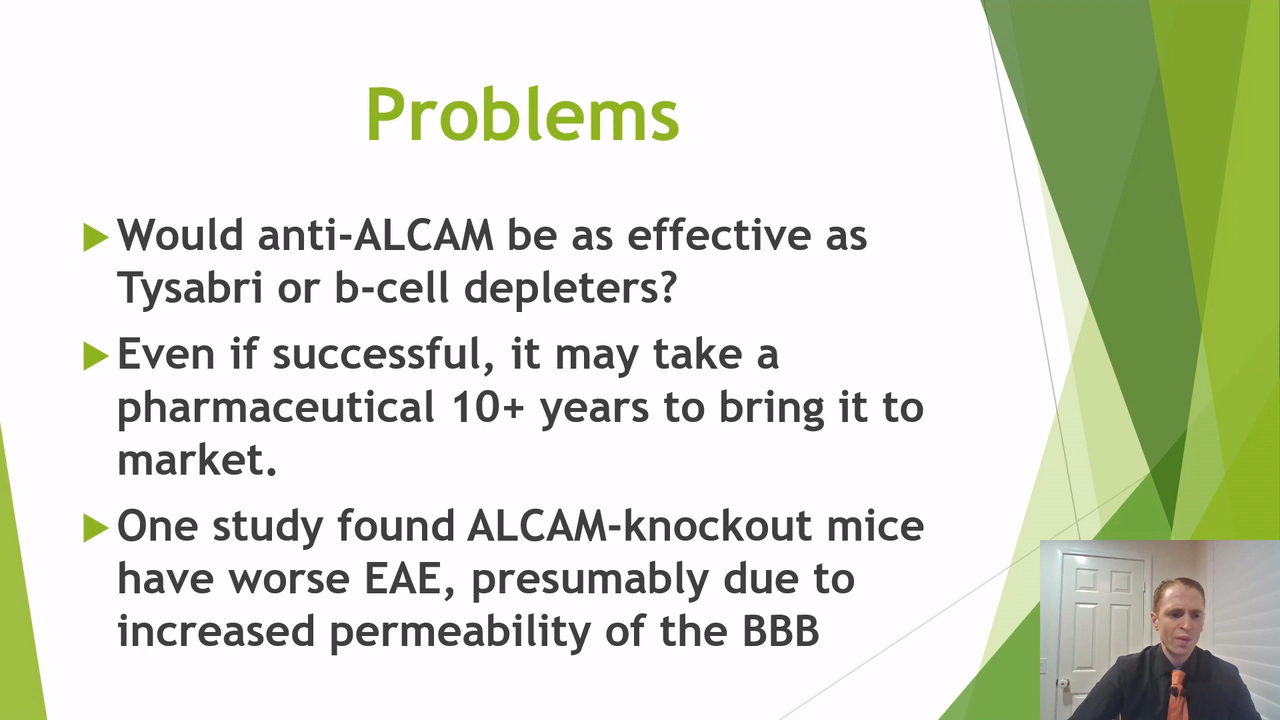 Problems
Would anti-ALCAM be as effective as
Tysabri or b-cell depleters?
Even if successful, it may take a
pharmaceutical 10+ years to bring it to
market.
One study found ALCAM-knockout mice
have worse EAE, presumably due to
increased permeability of the BBB